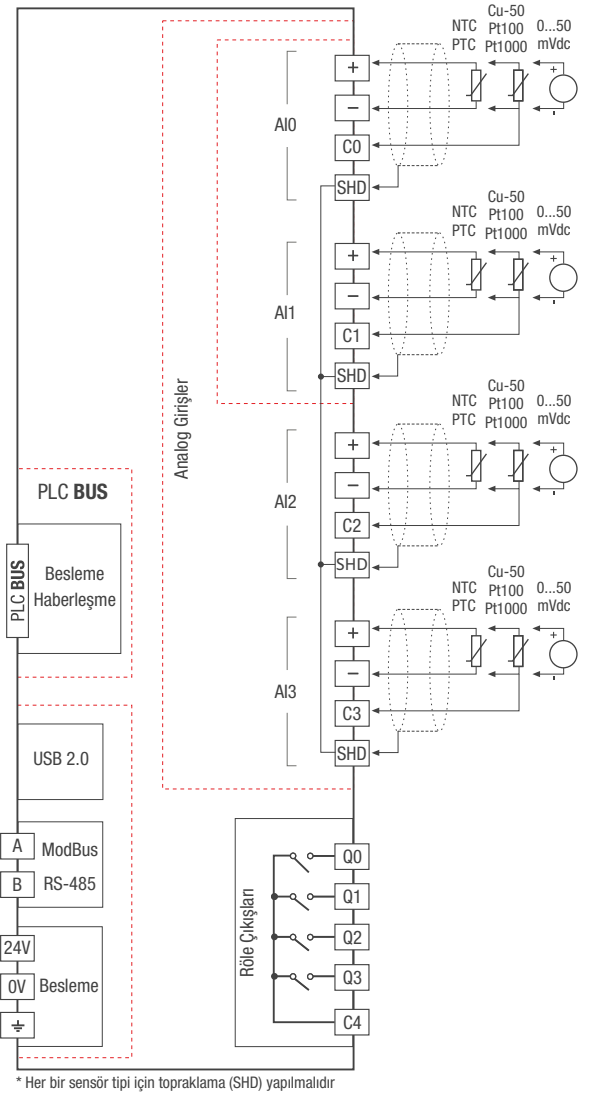 Cu-50
NTC Pt100 0...50
PTC Pt1000 mVdc
+
−
AI0
C0
SHD
+
-
Cu-50
NTC Pt100 0...50
PTC Pt1000 mVdc
+
−
AI1
C1
SHD
+
-
Analog Girişler
Cu-50
NTC Pt100 0...50
PTC Pt1000 mVdc
+
−
AI2
C2
SHD
+
-
Cu-50
NTC Pt100 0...50
PTC Pt1000 mVdc
+
−
AI3
C3
SHD
+
-
PLC BUS
PLC BUS
Besleme
Haberleşme
USB 2.0
A
B
ModBus
RS-485
24V
0V
Besleme
Röle Çıkışları
Q0
Q1
Q2
Q3
C4
* Her bir sensör tipi için topraklama (SHD) yapılmalıdır